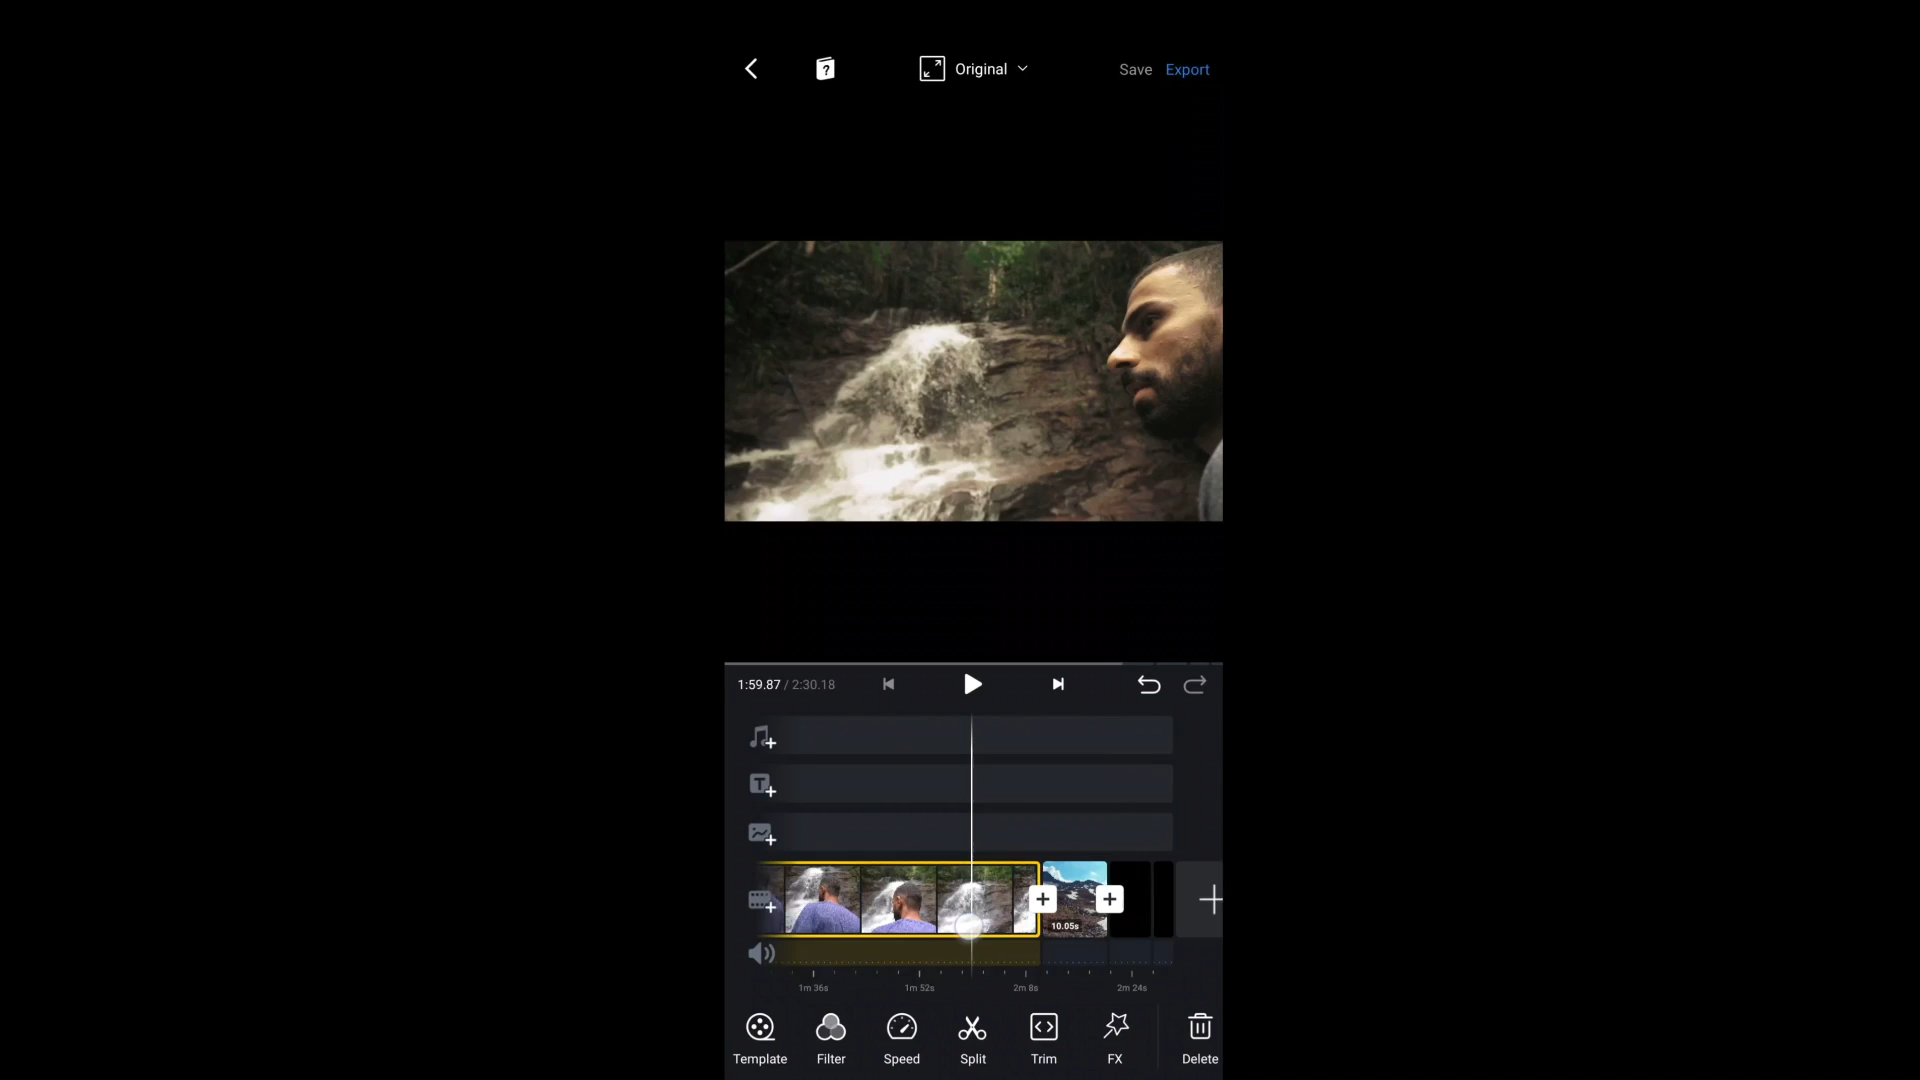 ?
Original
Save Export
1:59.87 / 2:30.18
T
10.05s
1m 36s 1m 52s 2m 8s 2m 24s
Template Filter Speed Split Trim FX Delete